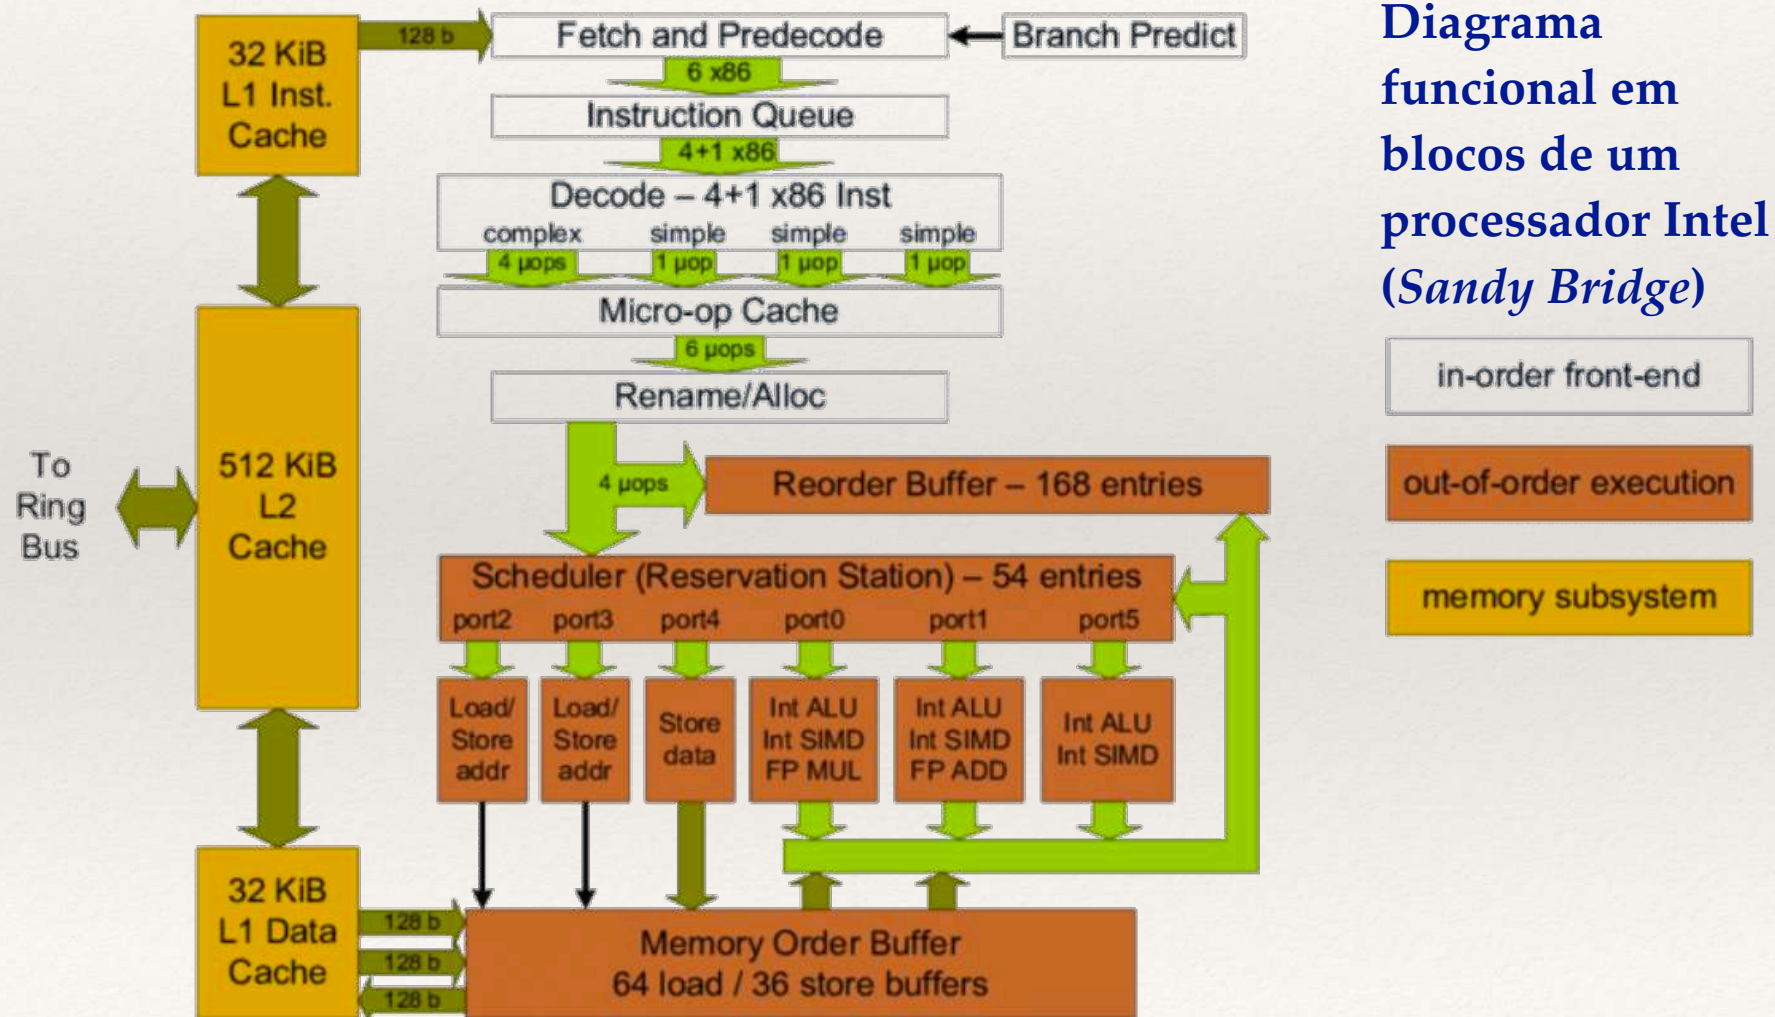 Diagrama
funcional em
blocos de um
processador Intel
(Sandy Bridge)
in-order front-end
out-of-order execution
memory subsystem
32 KiB
L1 Inst.
Cache
128 b
Fetch and Predecode
Branch Predict
6 x86
Instruction Queue
4+1 x86
Decode – 4+1 x86 Inst
complex simple simple simple
4 µops 1 µop 1 µop 1 µop
Micro-op Cache
6 µops
Rename/Alloc
To
Ring
Bus
512 KiB
L2
Cache
4 µops
Reorder Buffer – 168 entries
Scheduler (Reservation Station) – 54 entries
port2 port3 port4 port0 port1 port5
Load/
Store
addr
Load/
Store
addr
Store
data
Int ALU
Int SIMD
FP MUL
Int ALU
Int SIMD
FP ADD
Int ALU
Int SIMD
32 KiB
L1 Data
Cache
128 b
128 b
128 b
Memory Order Buffer
64 load / 36 store buffers